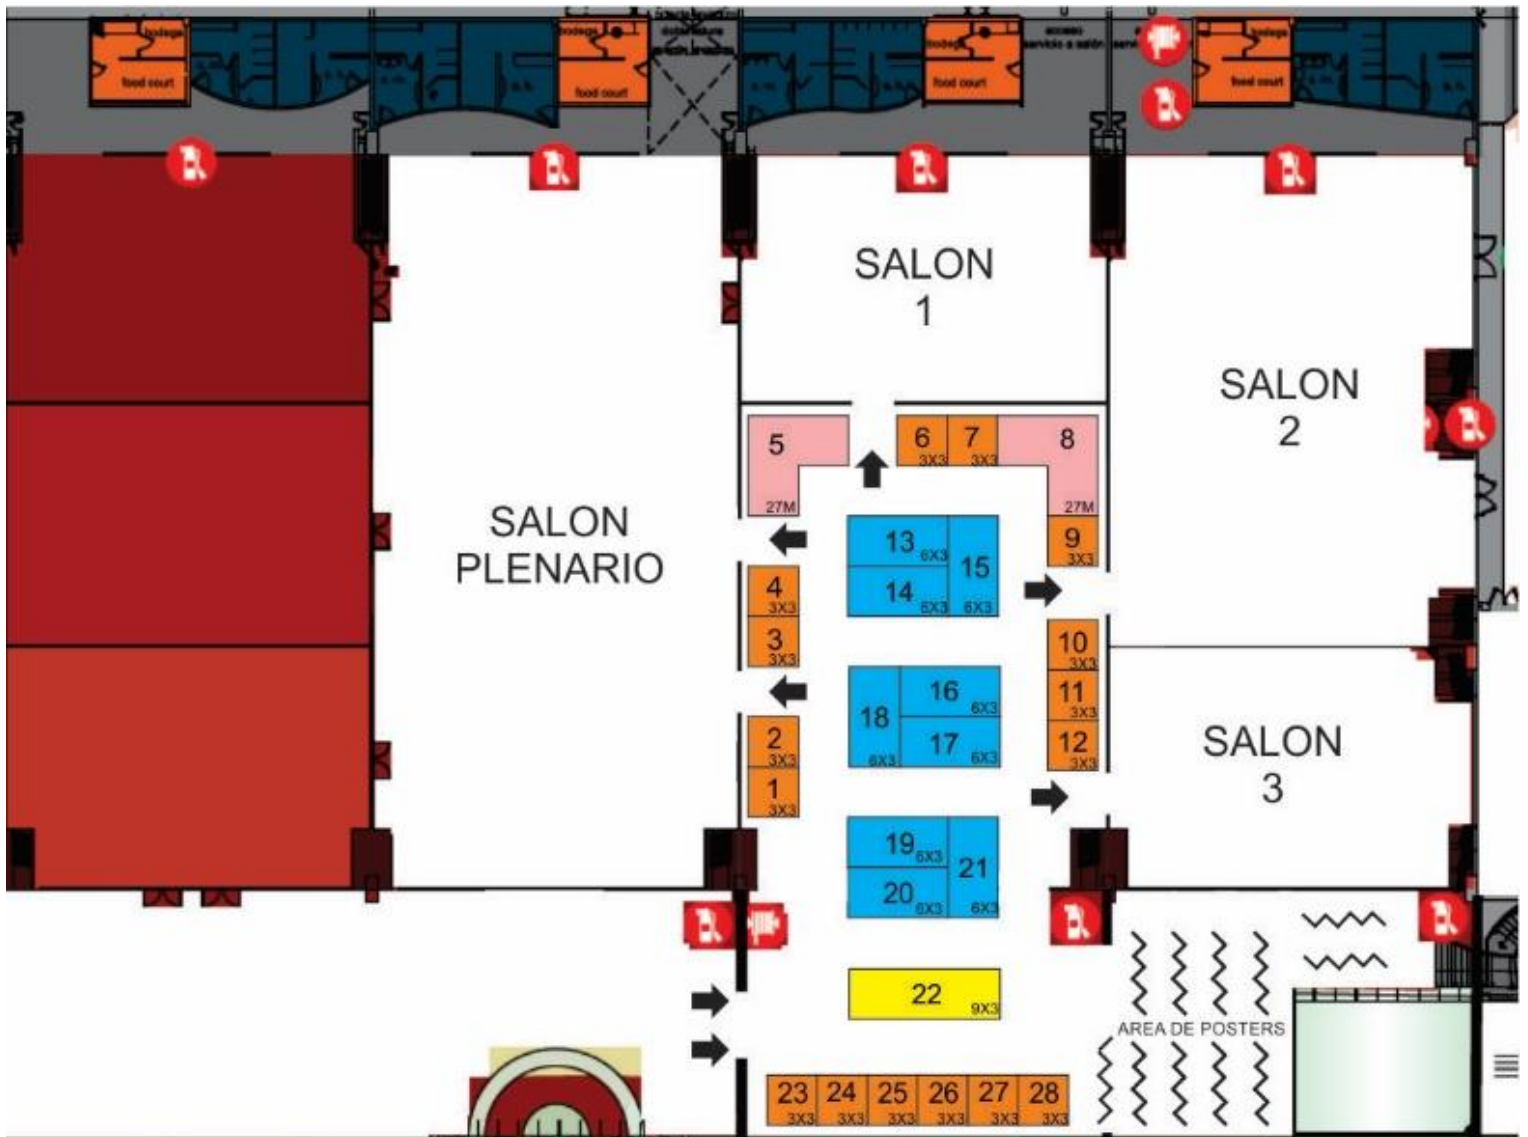 bodega
food court
bodega
food court
bodega
food court
acceso
servicio a salón
bodega
food court
SALON
1
SALON
2
SALON
PLENARIO
SALON
3
5
27M
6
3X3
7
3X3
8
27M
9
3X3
13
6X3
14
6X3
15
6X3
4
3X3
3
3X3
10
3X3
11
3X3
12
3X3
16
6X3
17
6X3
18
6X3
2
3X3
1
3X3
19
6X3
20
6X3
21
6X3
22
9X3
AREA DE POSTERS
23
3X3
24
3X3
25
3X3
26
3X3
27
3X3
28
3X3